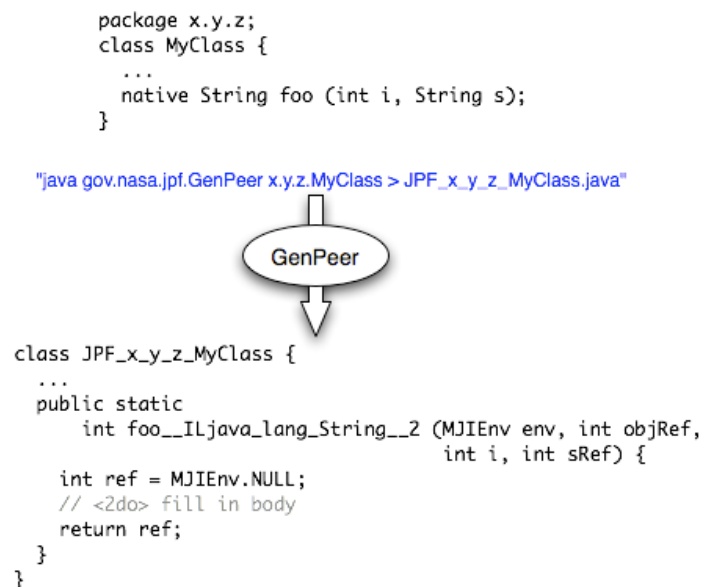 package x.y.z;
class MyClass {
...
native String foo (int i, String s);
}
"java gov.nasa.jpf.GenPeer x.y.z.MyClass > JPF_x_y_z_MyClass.java"
GenPeer
class JPF_x_y_z_MyClass {
...
public static
int foo__ILjava_lang_String__2 (MJIEnv env, int objRef,
int i, int sRef) {
int ref = MJIEnv.NULL;
// <2do> fill in body
return ref;
}
}